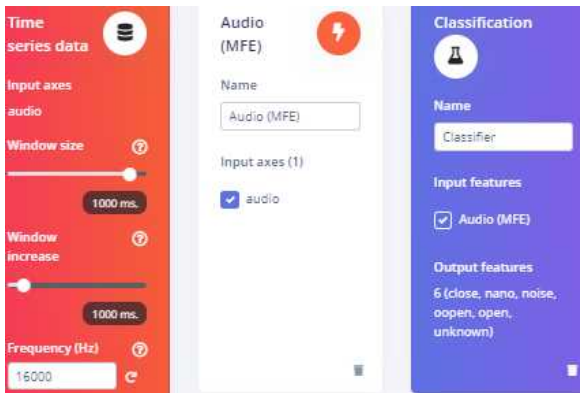 Time
series data
Input axes
audio
Window size
1000 ms.
Window
increase
1000 ms.
Frequency (Hz)
16000
Audio
(MFE)
Name
Audio (MFE)
Input axes (1)
audio
Classification
Name
Classifier
Input features
Audio (MFE)
Output features
6 (close, nano, noise,
oopen, open,
unknown)